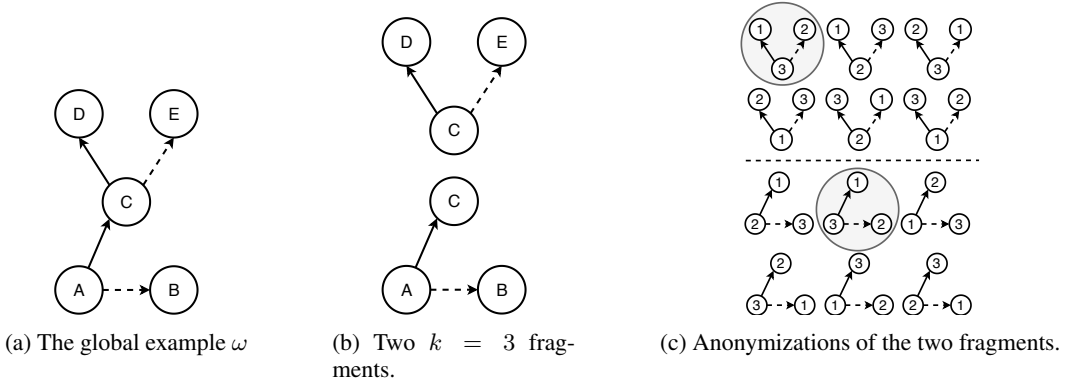 D E
C
A B
(a) The global example ω
D E
C
C
A B
(b) Two k = 3 frag-
ments.
1 2 1 3 2 1
3 2 3
2 3 3 1 3 2
1 2 1
1 1 2
2 3 3 2 1 3
2 3 3
3 1 1 2 2 1
(c) Anonymizations of the two fragments.